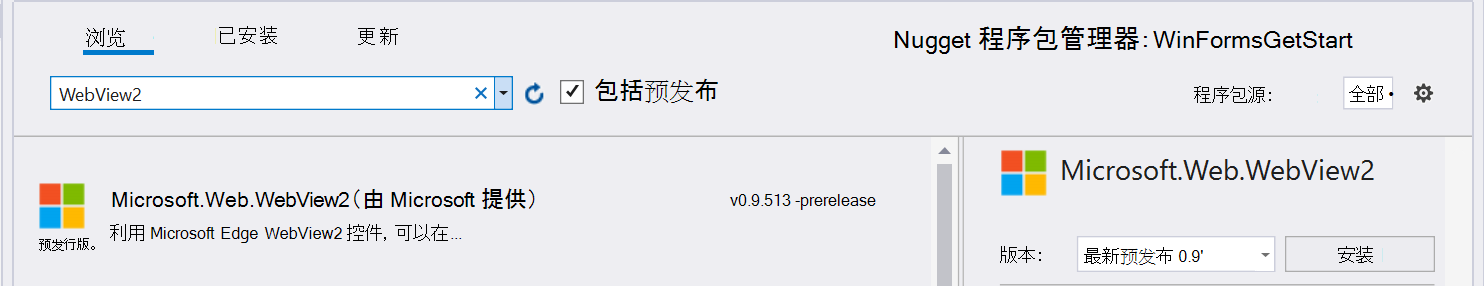 浏览 已安装 更新
Nugget 程序包管理器：WinFormsGetStart
WebView2
包括预发布
程序包源：
全部
Microsoft.Web.WebView2（由 Microsoft 提供）
v0.9.513 -prerelease
利用 Microsoft Edge WebView2 控件，可以在...
预发行版。
Microsoft.Web.WebView2
版本：
最新预发布 0.9'
安装